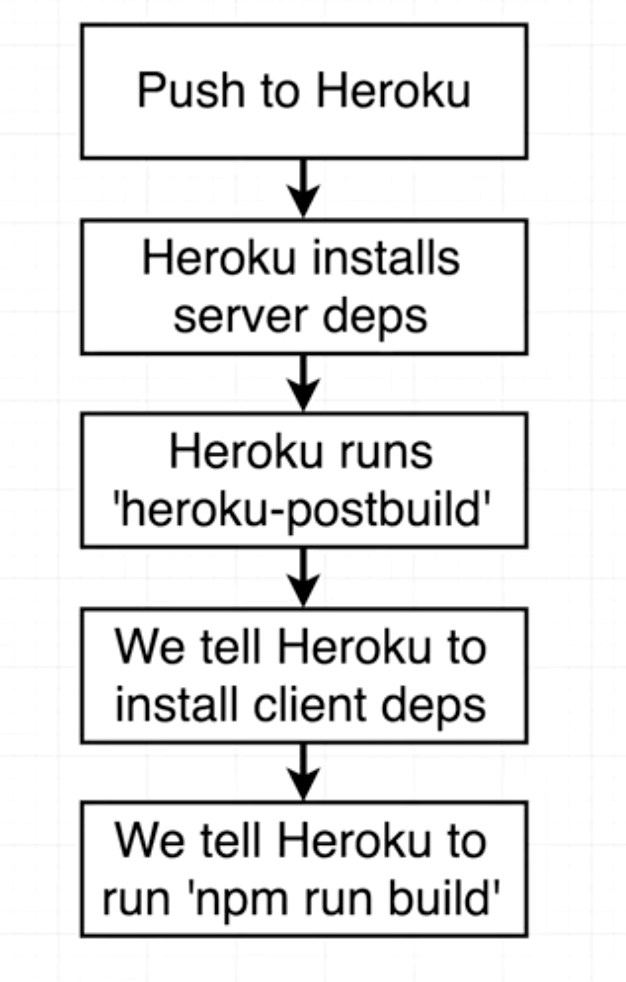 Push to Heroku
Heroku installs
server deps
Heroku runs
'heroku-postbuild'
We tell Heroku to
install client deps
We tell Heroku to
run 'npm run build'